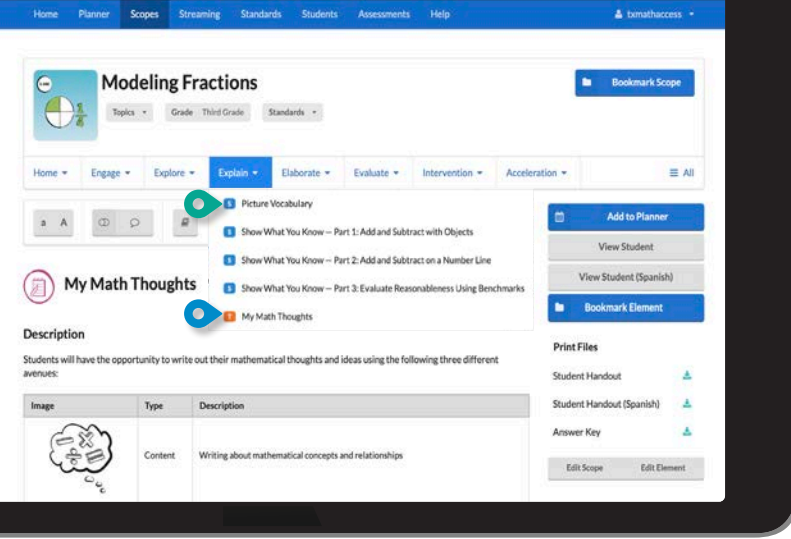 Home Planner Scopes Streaming Standards Students Assessments Help txmathaccess
Modeling Fractions
Bookmark Scope
Topics Grade Third Grade Standards
1
4
Home Engage Explore Explain Elaborate Evaluate Intervention Acceleration All
a A
S Picture Vocabulary
S Show What You Know — Part 1: Add and Subtract with Objects
S Show What You Know — Part 2: Add and Subtract on a Number Line
S Show What You Know — Part 3: Evaluate Reasonableness Using Benchmarks
T My Math Thoughts
Add to Planner
View Student
View Student (Spanish)
Bookmark Element
My Math Thoughts
Description
Students will have the opportunity to write out their mathematical thoughts and ideas using the following three different
avenues:
Print Files
Student Handout
Student Handout (Spanish)
Answer Key
Edit Scope Edit Element
Image Type Description
Content Writing about mathematical concepts and relationships